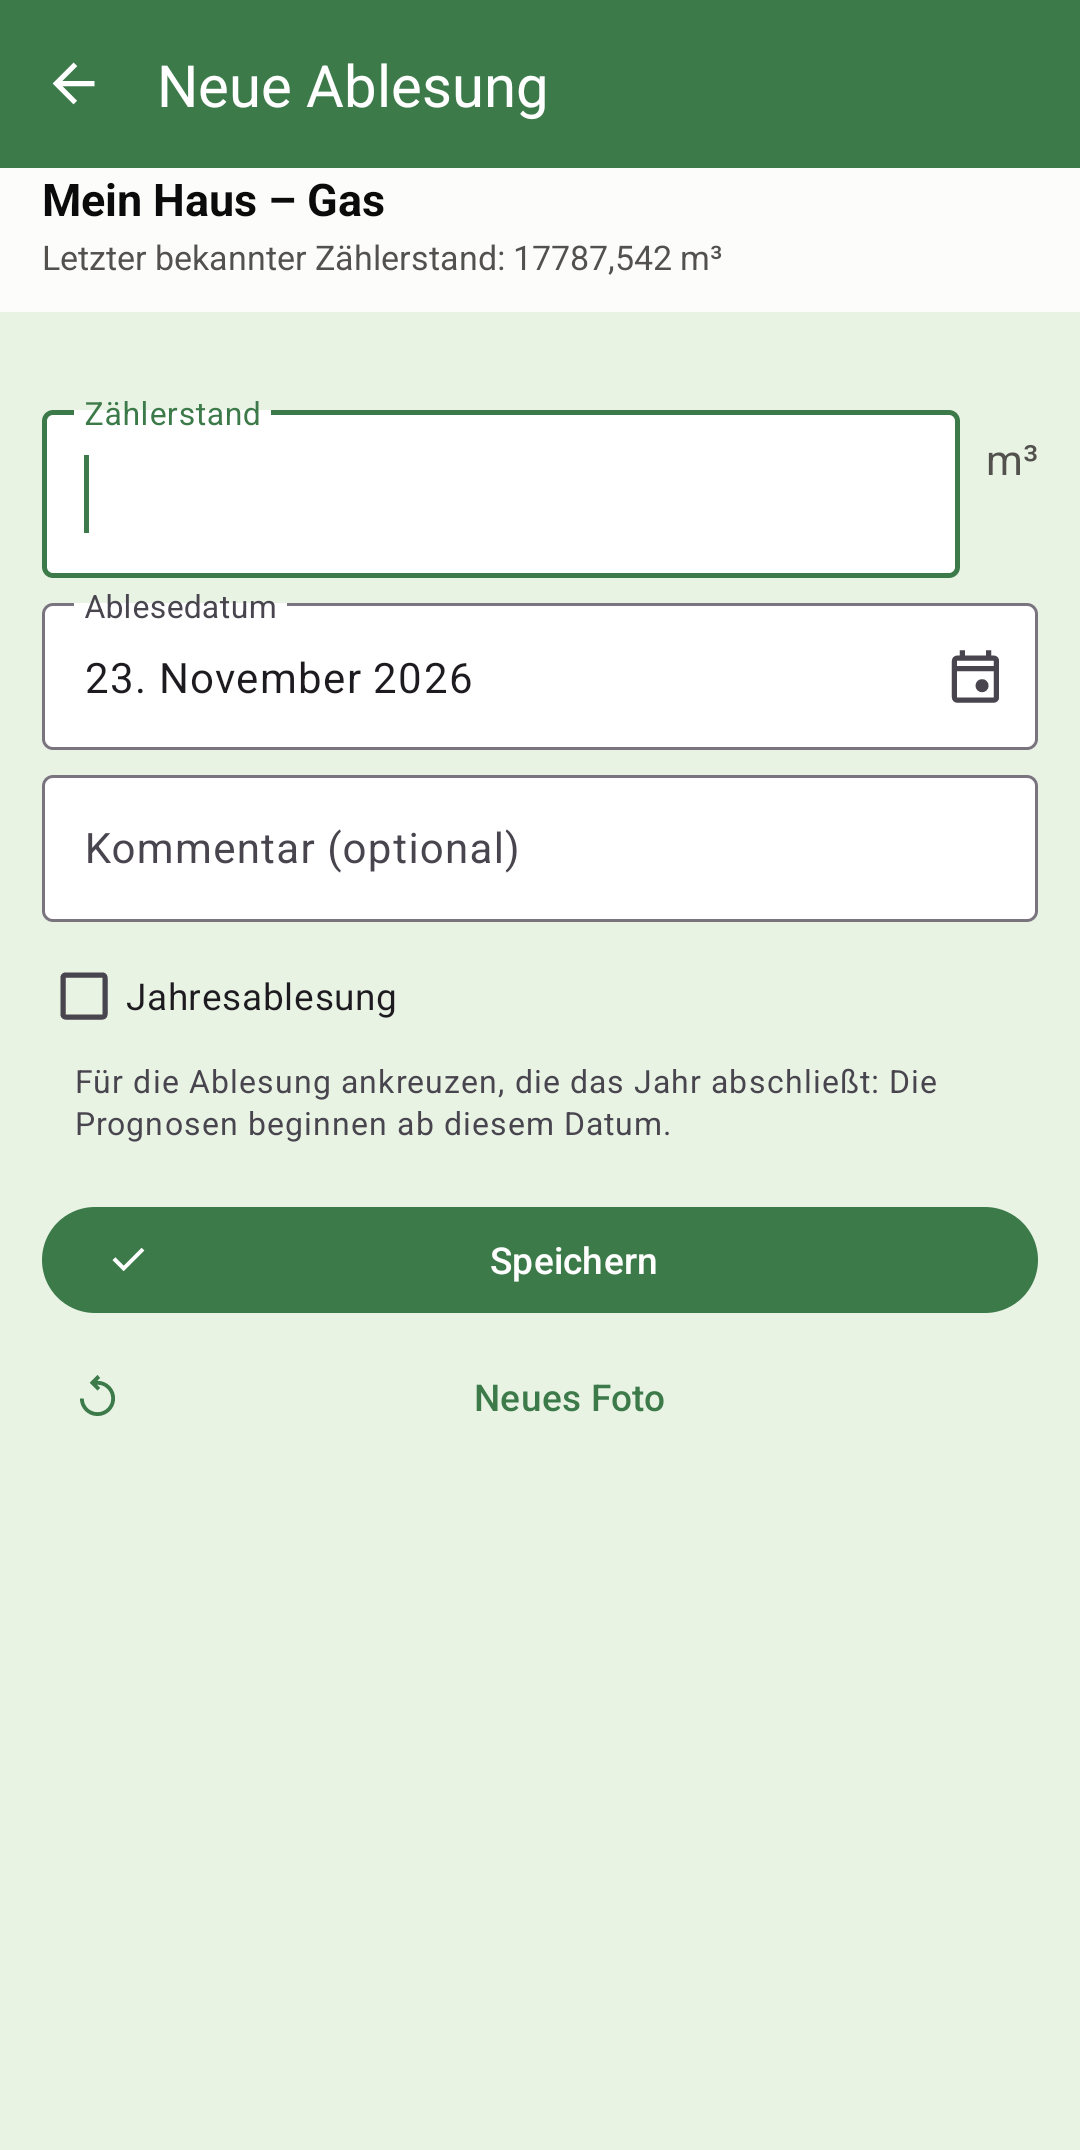 Neue Ablesung
Mein Haus – Gas
Letzter bekannter Zählerstand: 17787,542 m³
Zählerstand
m³
Ablesedatum
23. November 2026
Kommentar (optional)
Jahresablesung
Für die Ablesung ankreuzen, die das Jahr abschließt: Die
Prognosen beginnen ab diesem Datum.
Speichern
Neues Foto